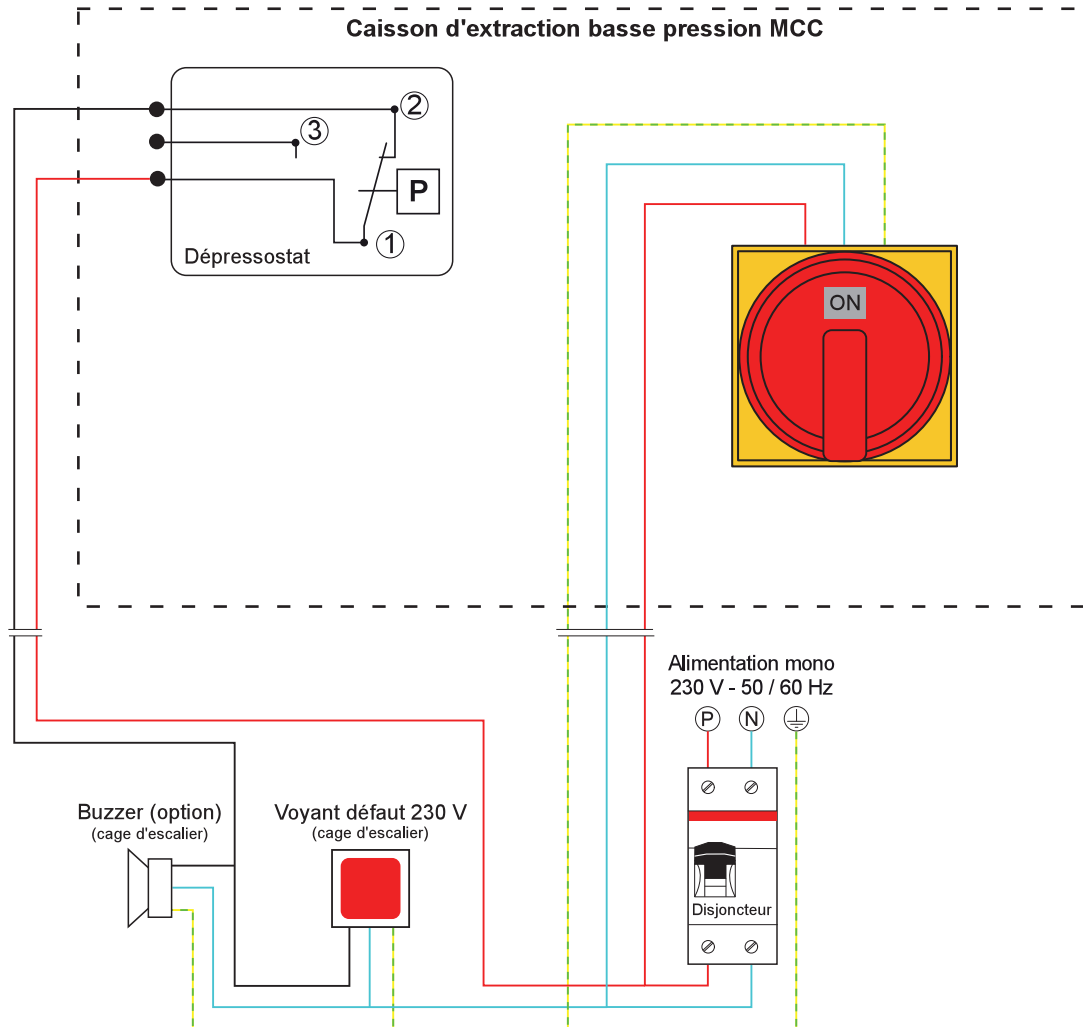 Caisson d'extraction basse pression MCC
2
3
P
1
Dépressostat
ON
Alimentation mono
230 V - 50 / 60 Hz
P N
Buzzer (option)
(cage d'escalier)
Voyant défaut 230 V
(cage d'escalier)
Disjoncteur